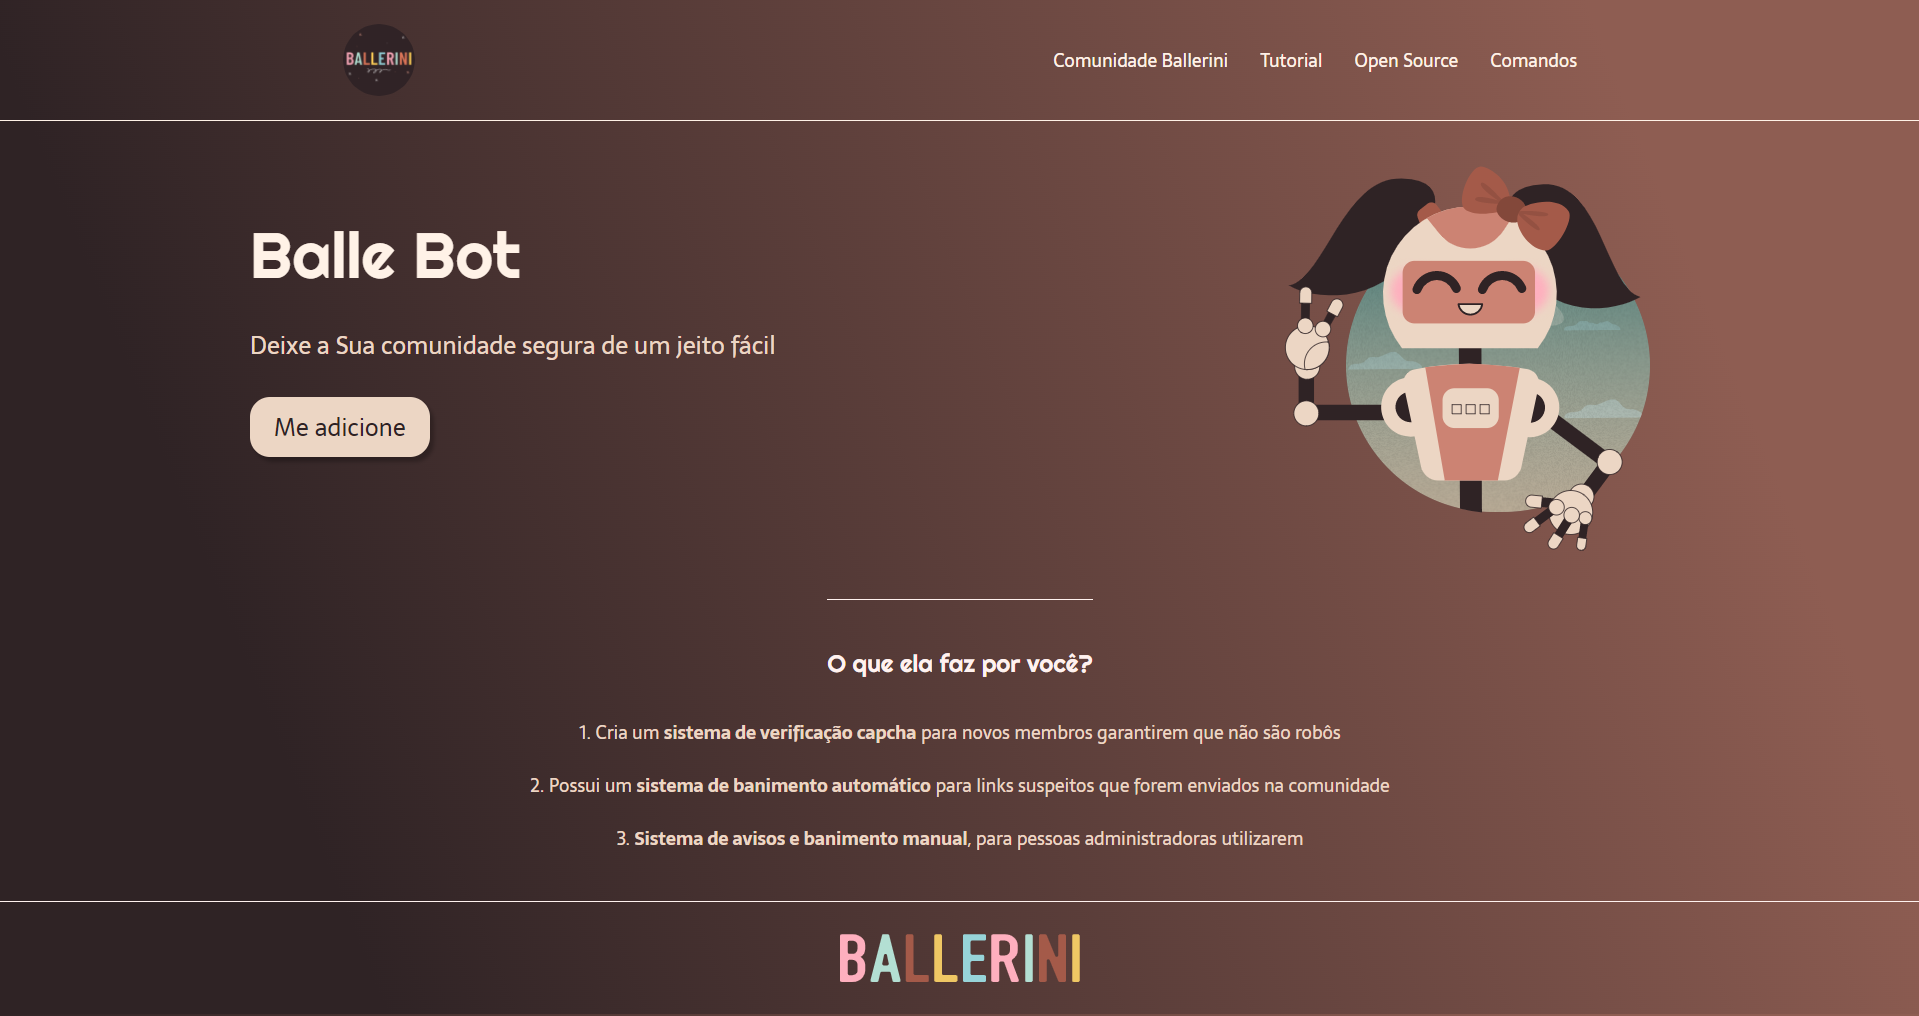 BALLERINI
Comunidade Ballerini
Tutorial
Open Source
Comandos
Balle Bot
Deixe a Sua comunidade segura de um jeito fácil
Me adicione
O que ela faz por você?
1. Cria um sistema de verificação capcha para novos membros garantirem que não são robôs
2. Possui um sistema de banimento automático para links suspeitos que forem enviados na comunidade
3. Sistema de avisos e banimento manual, para pessoas administradoras utilizarem
BALLERINI